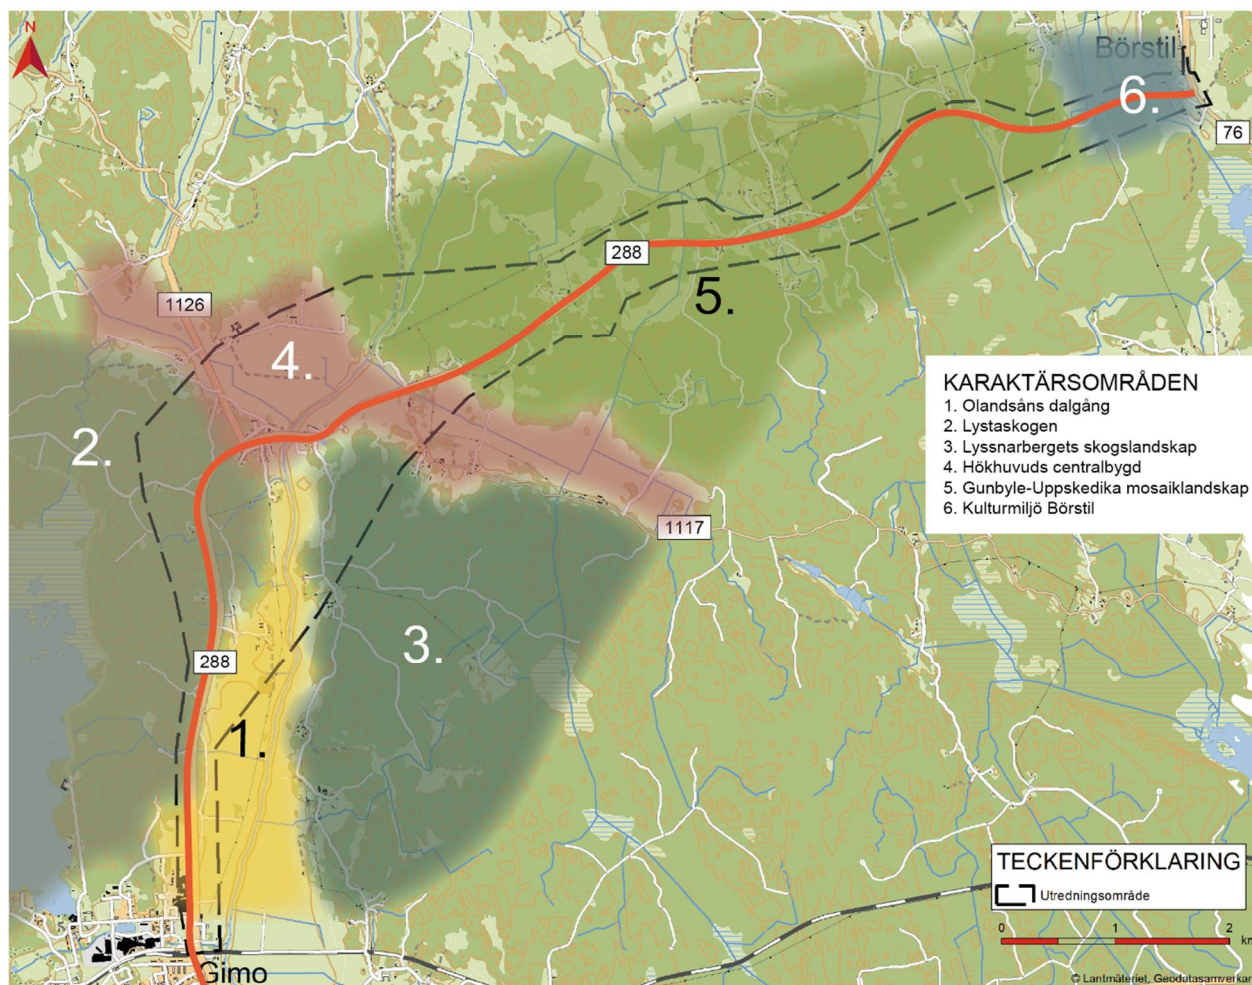 N
Börstil
6.
76
288
5.
1126
4.
KARAKTÄRSOMRÅDEN
1. Olandsåns dalgång
2. Lystaskogen
3. Lyssnarbergets skogslandskap
4. Hökhuvuds centralbygd
5. Gunbyle-Uppskedika mosaiklandskap
6. Kulturmiljö Börstil
2.
1117
3.
288
1.
TECKENFÖRKLARING
Utredningsområde
0 1 2
km
Gimo
© Lantmäteriet, Geodatasamverkan